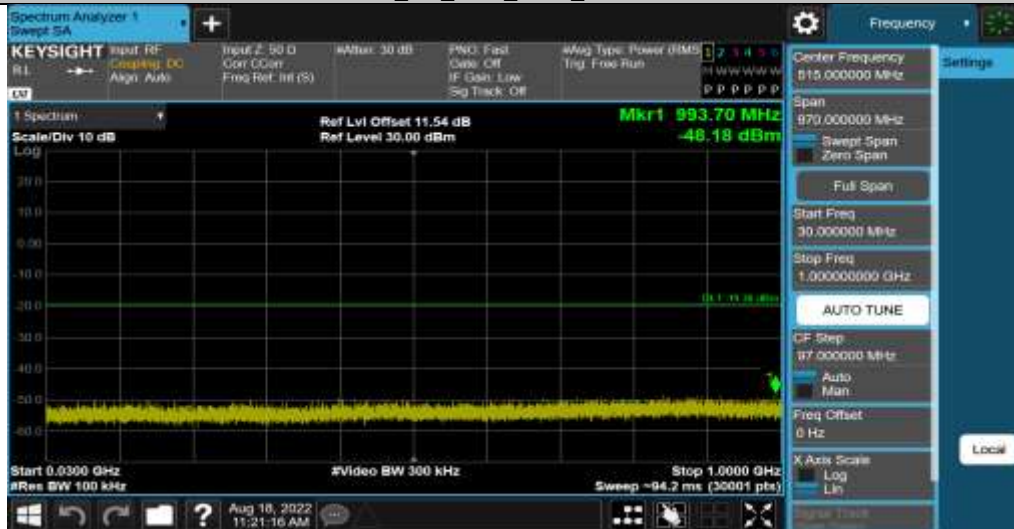 Spectrum Analyzer 1
Swept SA
+
Frequency
KEYSIGHT
RL
LXI
Input: RF
Coupling: DC
Align: Auto
Input Z: 50 Ω
Corr CCorr
Freq Ref: Int (S)
#Atten: 30 dB
PNO: Fast
Gate: Off
IF Gain: Low
Sig Track: Off
#Avg Type: Power (RMS
Trig: Free Run
1 2 3 4 5 6
M W W W W W
P P P P P P
1 Spectrum
Scale/Div 10 dB
Log
Ref Lvl Offset 11.54 dB
Ref Level 30.00 dBm
Mkr1 993.70 MHz
-48.18 dBm
20.0
10.0
0.00
-10.0
-20.0
-30.0
-40.0
-50.0
-60.0
Start 0.0300 GHz
#Res BW 100 kHz
#Video BW 300 kHz
Stop 1.0000 GHz
Sweep ~94.2 ms (30001 pts)
Center Frequency
515.000000 MHz
Settings
Span
970.000000 MHz
Swept Span
Zero Span
Full Span
Start Freq
30.000000 MHz
Stop Freq
1.000000000 GHz
AUTO TUNE
CF Step
97.000000 MHz
Auto
Man
Freq Offset
0 Hz
X Axis Scale
Log
Lin
Signal Track
Local
?
Aug 18, 2022
11:21:16 AM